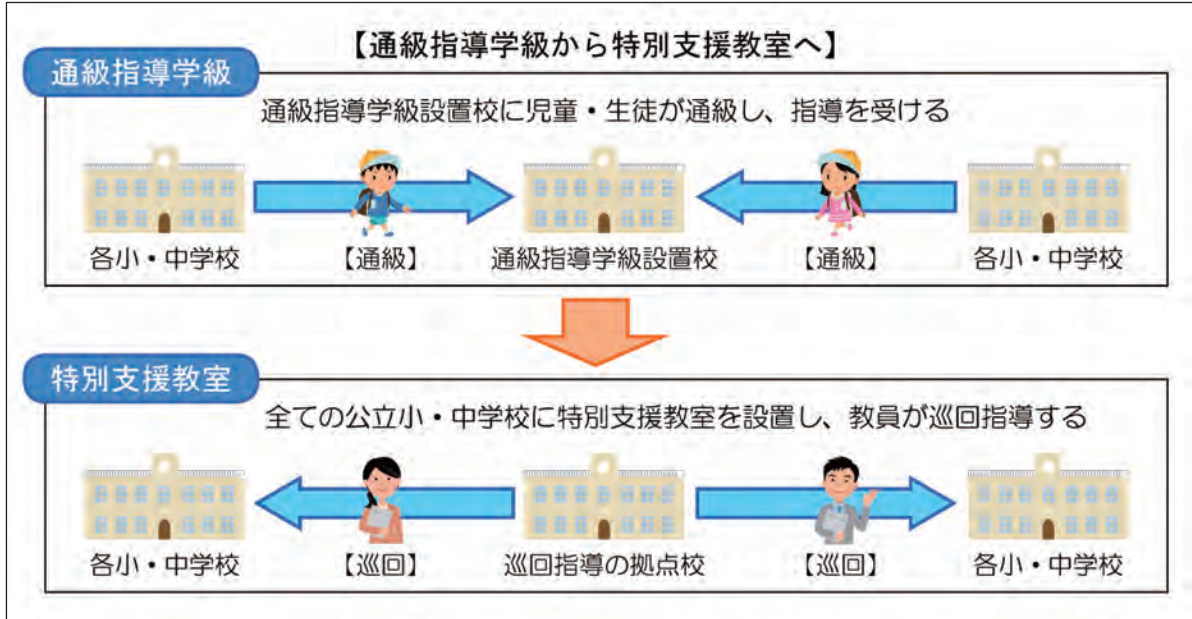 【通級指導学級から特別支援教室へ】
通級指導学級
通級指導学級設置校に児童・生徒が通級し、指導を受ける
各小・中学校
【通級】
通級指導学級設置校
【通級】
各小・中学校
特別支援教室
全ての公立小・中学校に特別支援教室を設置し、教員が巡回指導する
各小・中学校
【巡回】
巡回指導の拠点校
【巡回】
各小・中学校